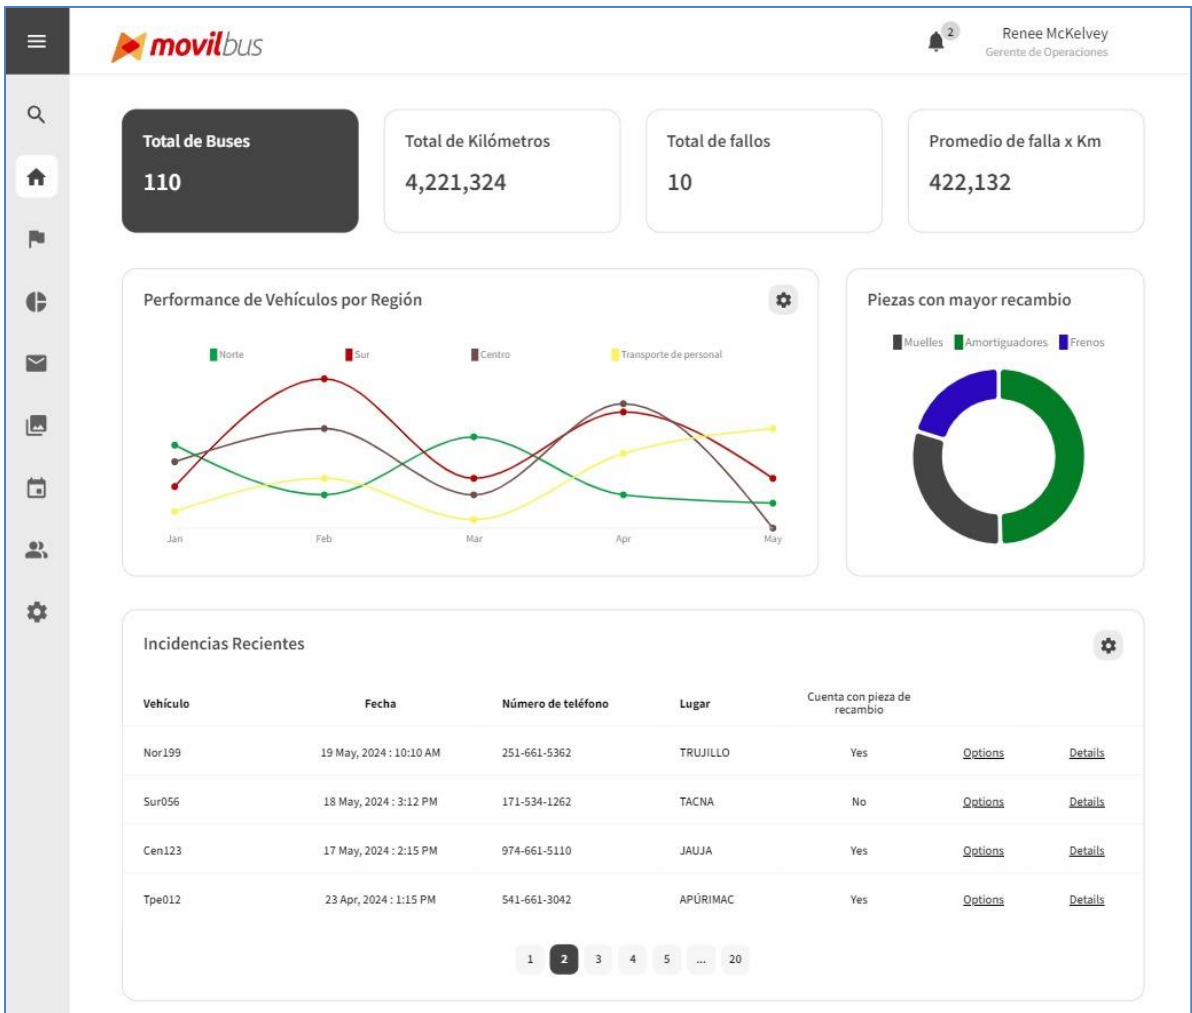 movilbus
2
Renee McKelvey
Gerente de Operaciones
Total de Buses
110
Total de Kilómetros
4,221,324
Total de fallos
10
Promedio de falla x Km
422,132
Performance de Vehículos por Región
Norte
Sur
Centro
Transporte de personal
Jan
Feb
Mar
Apr
May
Piezas con mayor recambio
Muelles
Amortiguadores
Frenos
Incidencias Recientes
Vehículo Fecha Número de teléfono Lugar Cuenta con pieza de
recambio
Nor199 19 May, 2024 : 10:10 AM 251-661-5362 TRUJILLO Yes Options Details
Sur056 18 May, 2024 : 3:12 PM 171-534-1262 TACNA No Options Details
Cen123 17 May, 2024 : 2:15 PM 974-661-5110 JAUJA Yes Options Details
Tpe012 23 Apr, 2024 : 1:15 PM 541-661-3042 APÚRIMAC Yes Options Details
1 2 3 4 5 ... 20